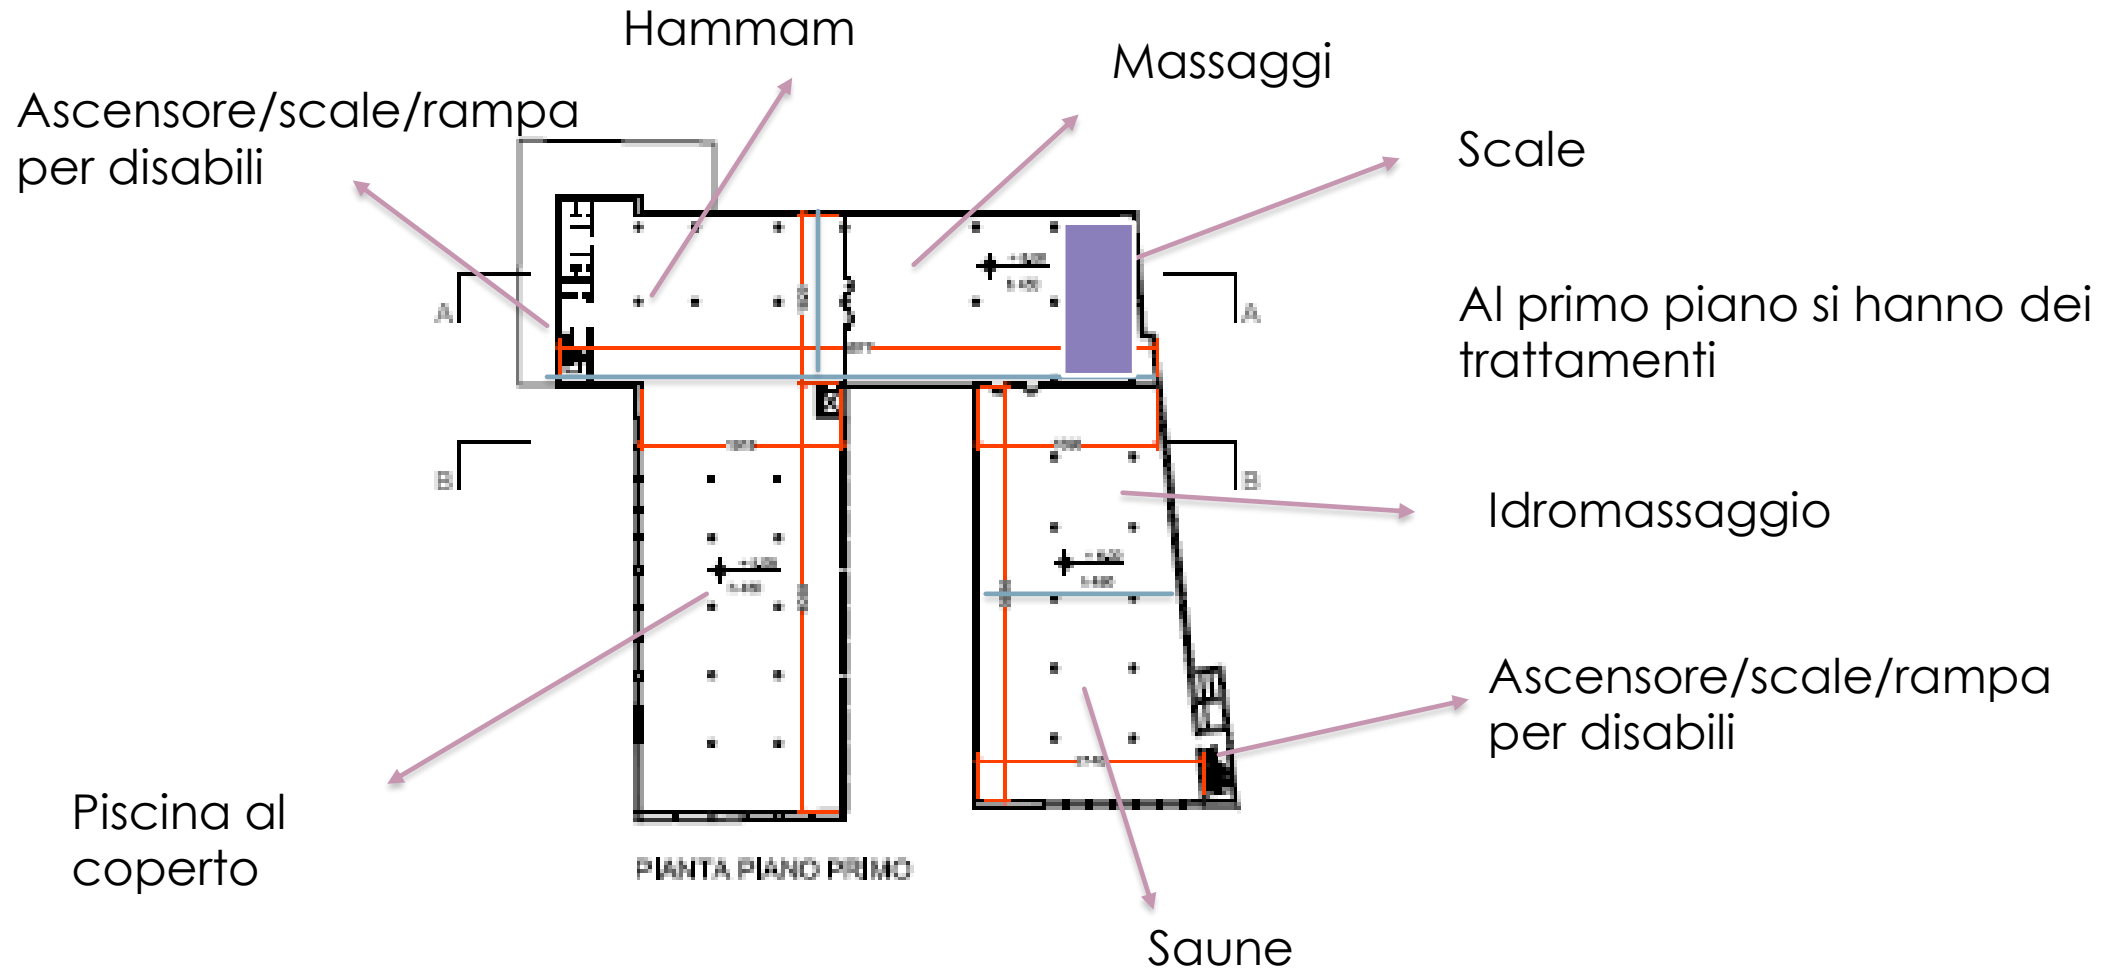 Hammam
Massaggi
Ascensore/scale/rampa
per disabili
Scale
A
A
Al primo piano si hanno dei
trattamenti
B
B
Idromassaggio
Ascensore/scale/rampa
per disabili
Piscina al
coperto
PIANTA PIANO PRIMO
Saune